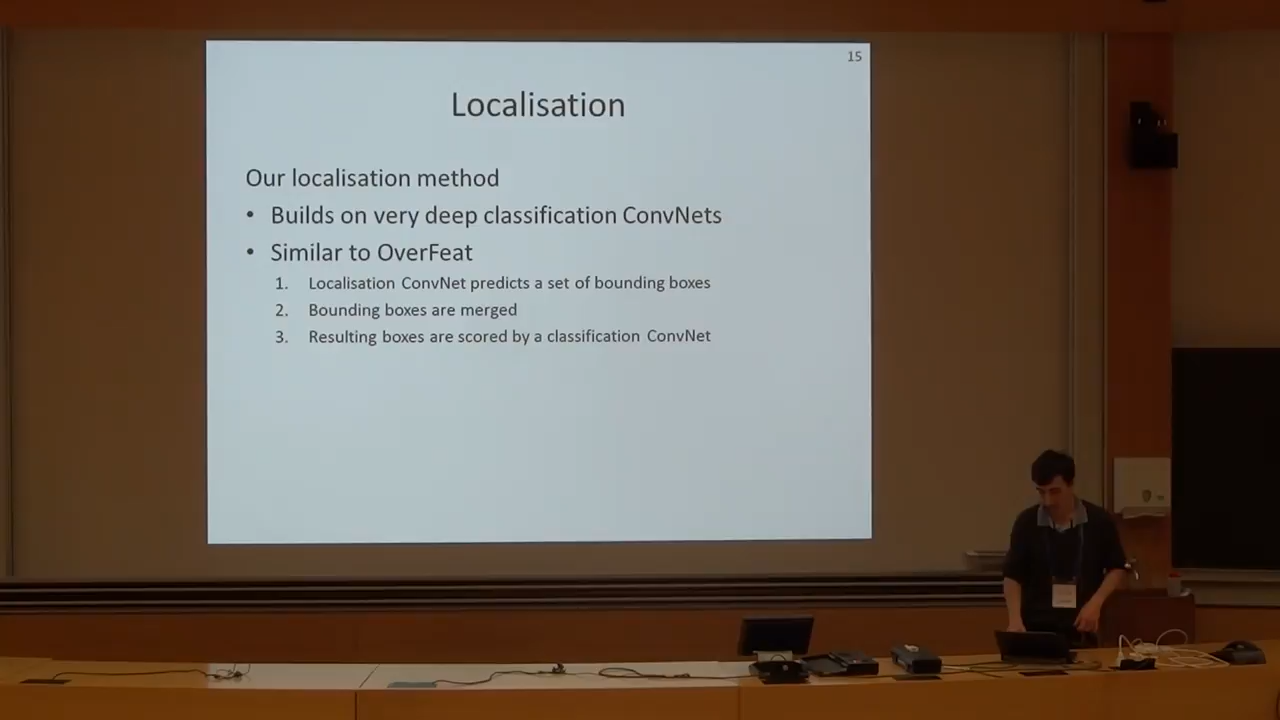 15
Localisation
Our localisation method
• Builds on very deep classification ConvNets
• Similar to OverFeat
1. Localisation ConvNet predicts a set of bounding boxes
2. Bounding boxes are merged
3. Resulting boxes are scored by a classification ConvNet